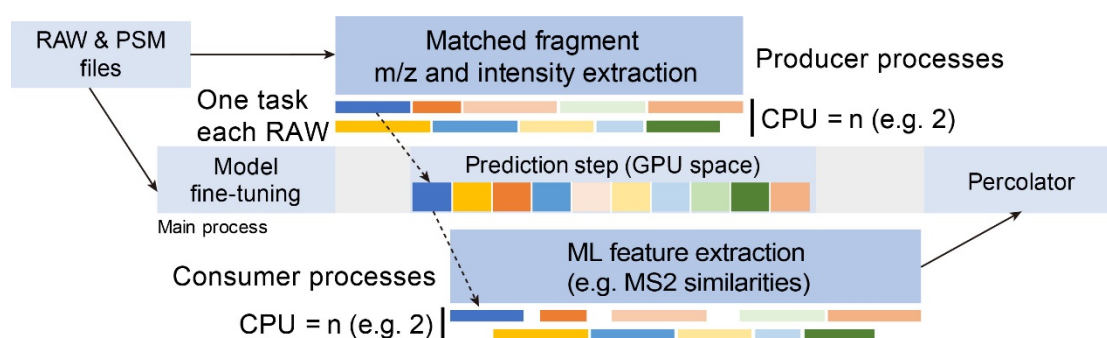 RAW & PSM
files
Matched fragment
m/z and intensity extraction
Producer processes
One task
each RAW
CPU = n (e.g. 2)
Model
fine-tuning
Prediction step (GPU space)
Percolator
Main process
ML feature extraction
(e.g. MS2 similarities)
Consumer processes
CPU = n (e.g. 2)